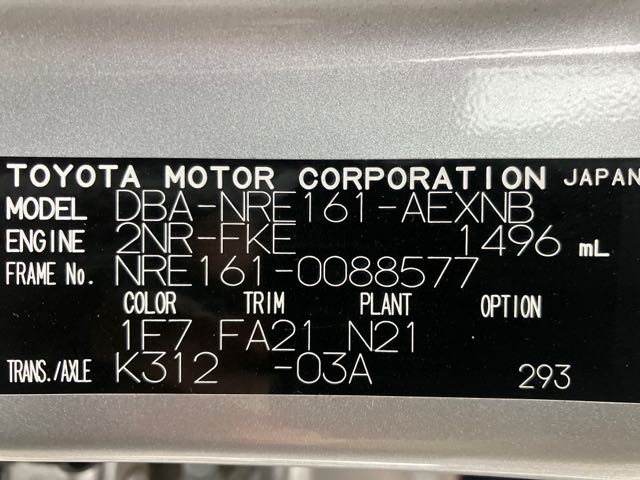 TOYOTA MOTOR CORPORATION JAPAN
MODEL DBA-NRE161-AEXNB
ENGINE 2NR-FKE 1496 mL
FRAME No. NRE161-0088577
COLOR TRIM PLANT OPTION
1F7 FA21 N21
TRANS./AXLE K312 -03A 293